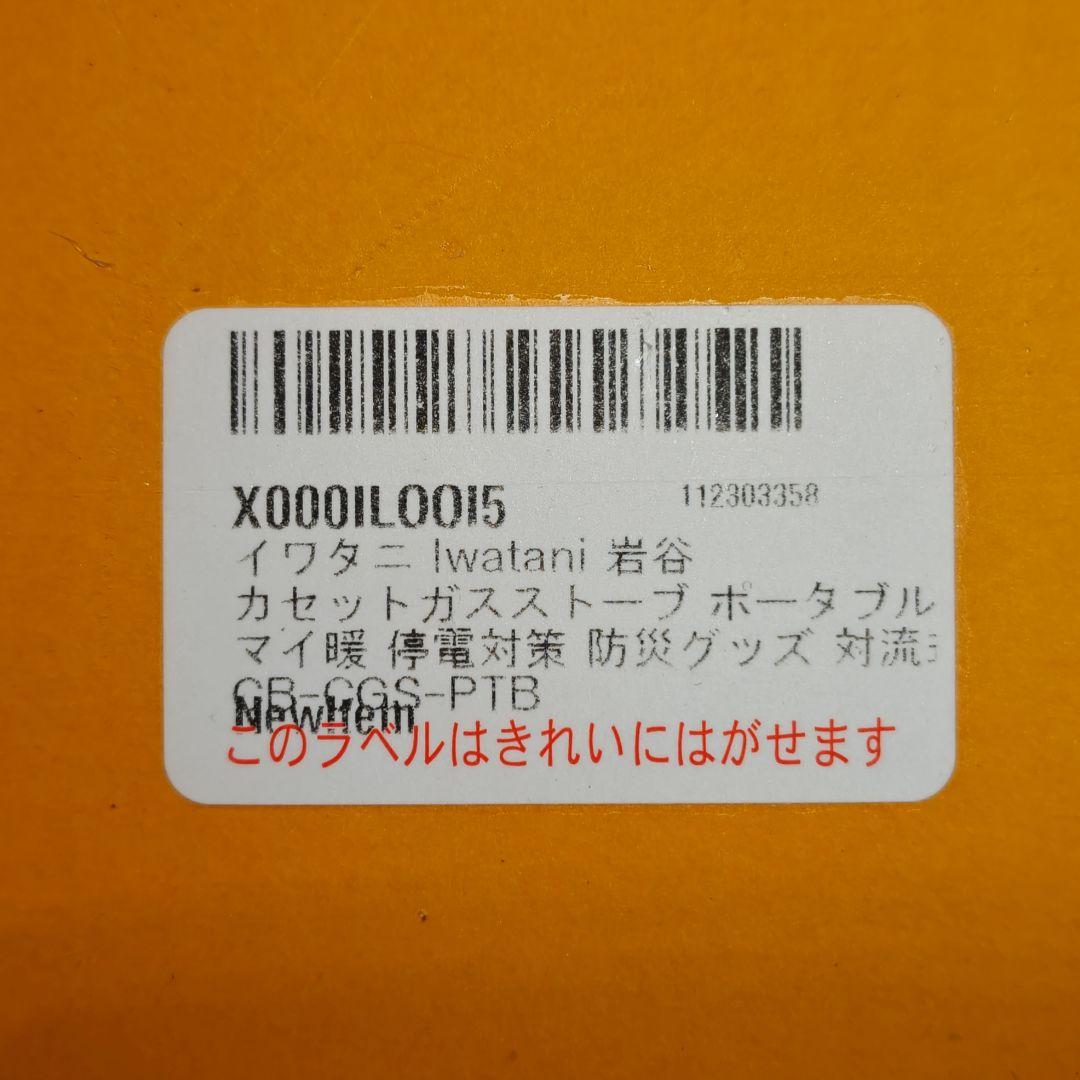 X000ILOOI5 112303358
イワタニ Iwatani 岩谷
カセットガスストーブ ポータブル
マイ暖 停電対策 防災グッズ 対流
CB-CGS-PTB
NewItem
このラベルはきれいにはがせます